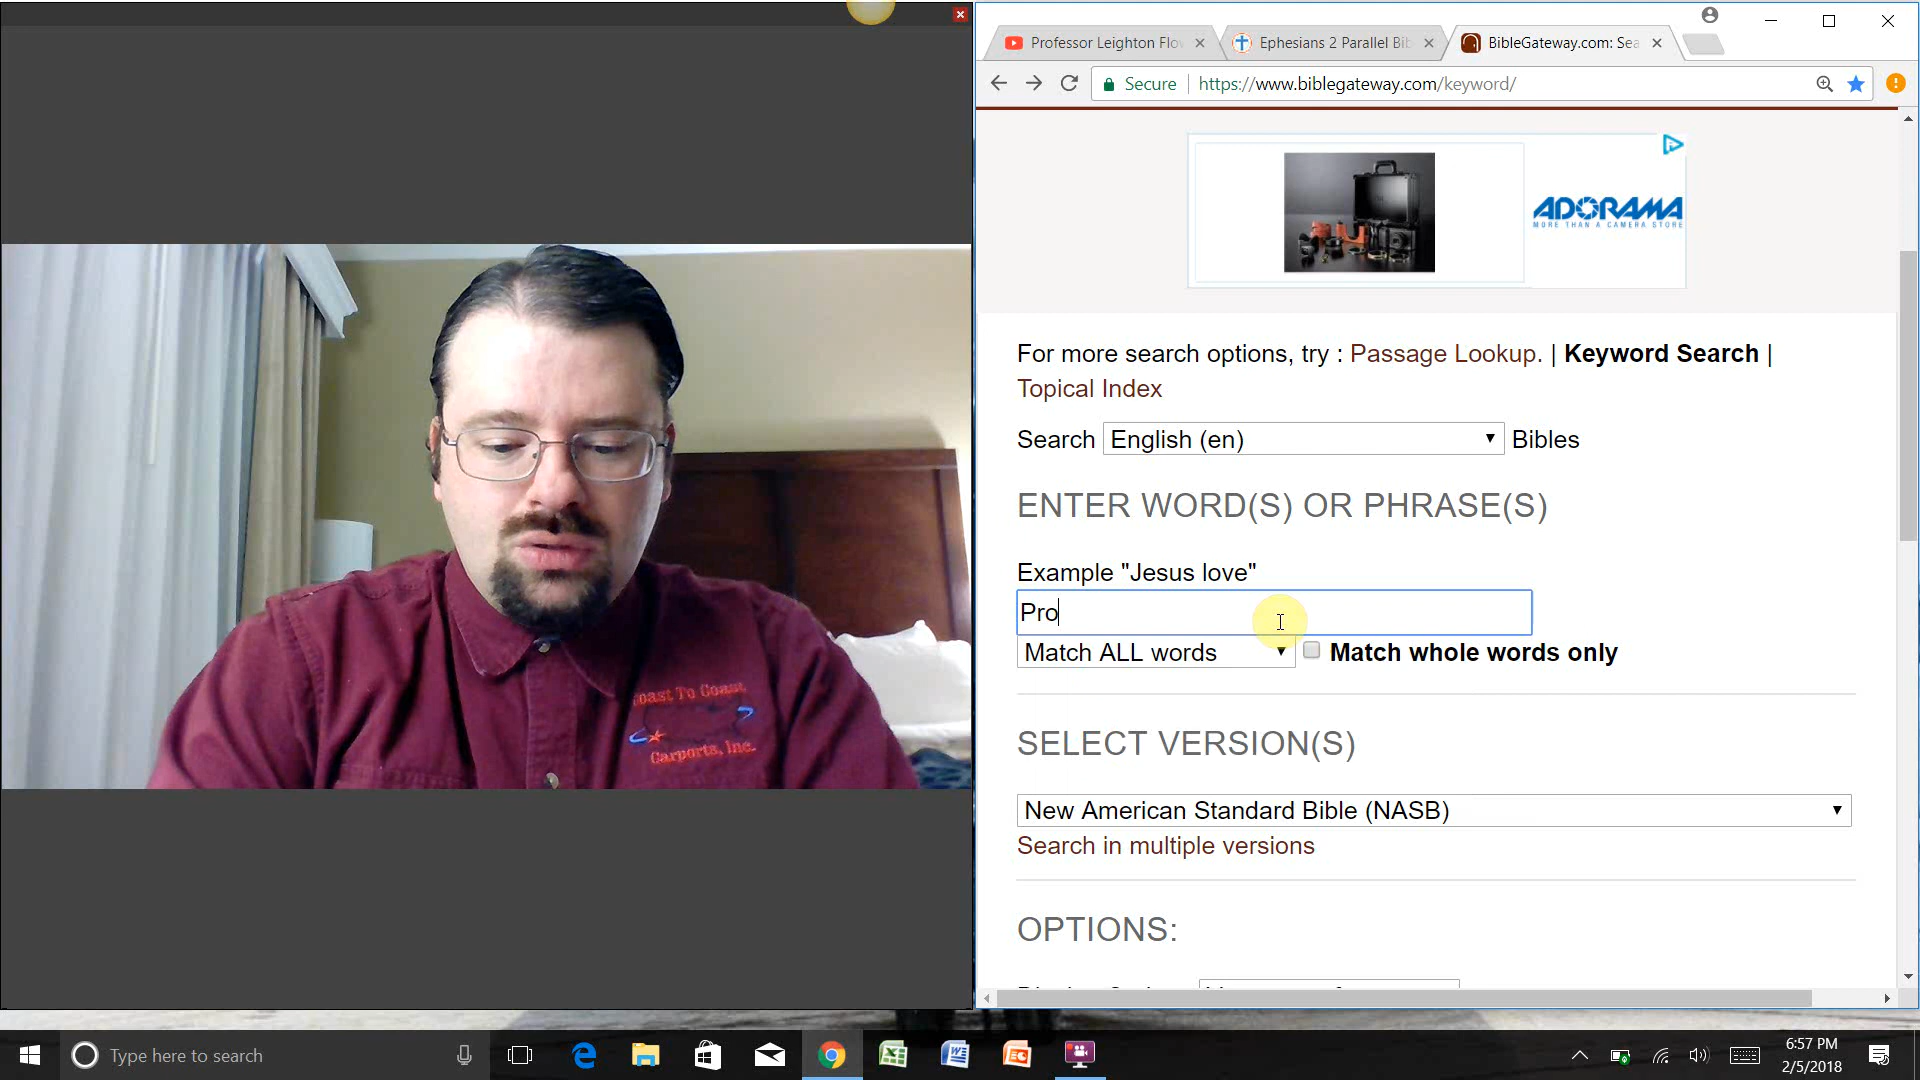 Professor Leighton Flo
Ephesians 2 Parallel Bib
BibleGateway.com: Sea
Secure
https://www.biblegateway.com/keyword/
ADORAMA
MORE THAN A CAMERA STORE
For more search options, try : Passage Lookup. | Keyword Search |
Topical Index
Search English (en) Bibles
ENTER WORD(S) OR PHRASE(S)
Example "Jesus love"
Pro
Match ALL words Match whole words only
SELECT VERSION(S)
New American Standard Bible (NASB)
Search in multiple versions
OPTIONS:
Coast To Coast
Carports, Inc.
Type here to search
6:57 PM
2/5/2018